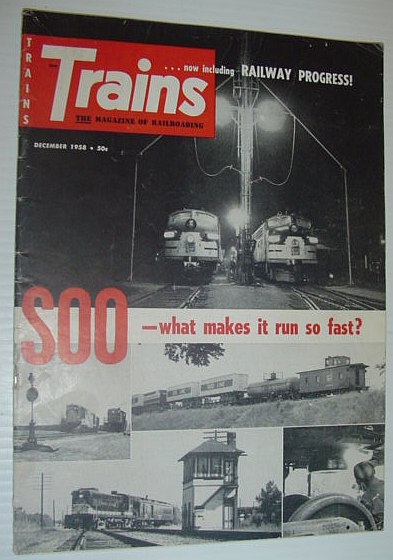 TRAINS
... now including RAILWAY PROGRESS!
Trains
THE MAGAZINE OF RAILROADING
DECEMBER 1958 • 50c
SOO
—what makes it run so fast?